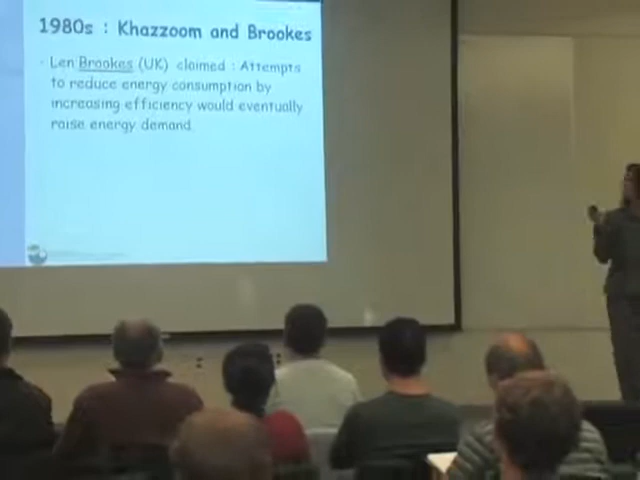 1980s : Khazzoom and Brookes
Len Brookes (UK) claimed : Attempts
to reduce energy consumption by
increasing efficiency would eventually
raise energy demand.